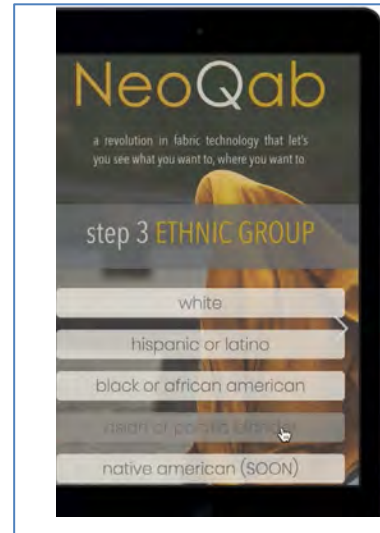 NeoQab
a revolution in fabric technology that let's
you see what you want to, where you want to
step 3 ETHNIC GROUP
white
hispanic or latino
black or african american
asian or pacific islander
native american (SOON)